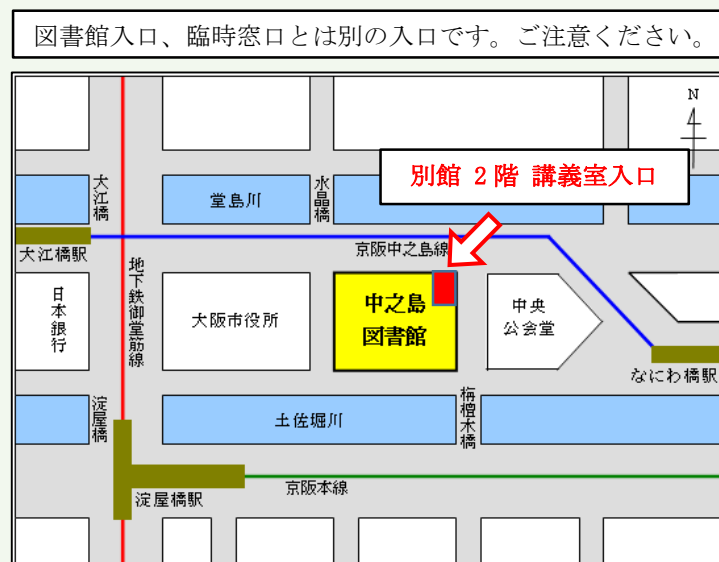 図書館入口、臨時窓口とは別の入口です。ご注意ください。
N
別館 2階 講義室入口
大江橋
堂島川
水晶橋
大江橋駅
京阪中之島線
日本銀行
地下鉄御堂筋線
大阪市役所
中之島
図書館
中央
公会堂
なにわ橋駅
淀屋橋
土佐堀川
栴檀木橋
淀屋橋駅
京阪本線